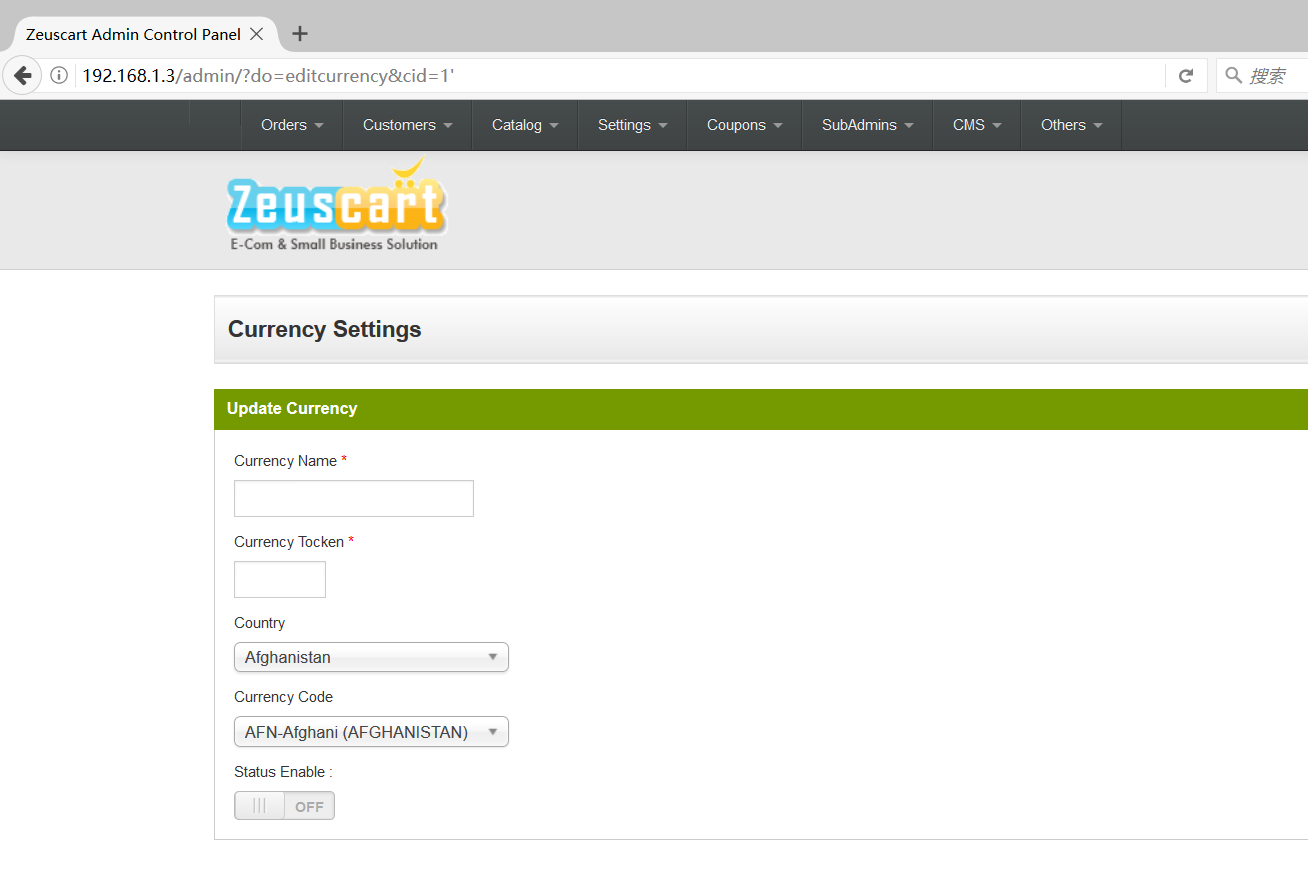 Zeuscart Admin Control Panel
192.168.1.3/admin/?do=editcurrency&cid=1'
搜索
Orders Customers Catalog Settings Coupons SubAdmins CMS Others
Zeuscart
E-Com & Small Business Solution
Currency Settings
Update Currency
Currency Name *
Currency Tocken *
Country
Afghanistan
Currency Code
AFN-Afghani (AFGHANISTAN)
Status Enable :
OFF